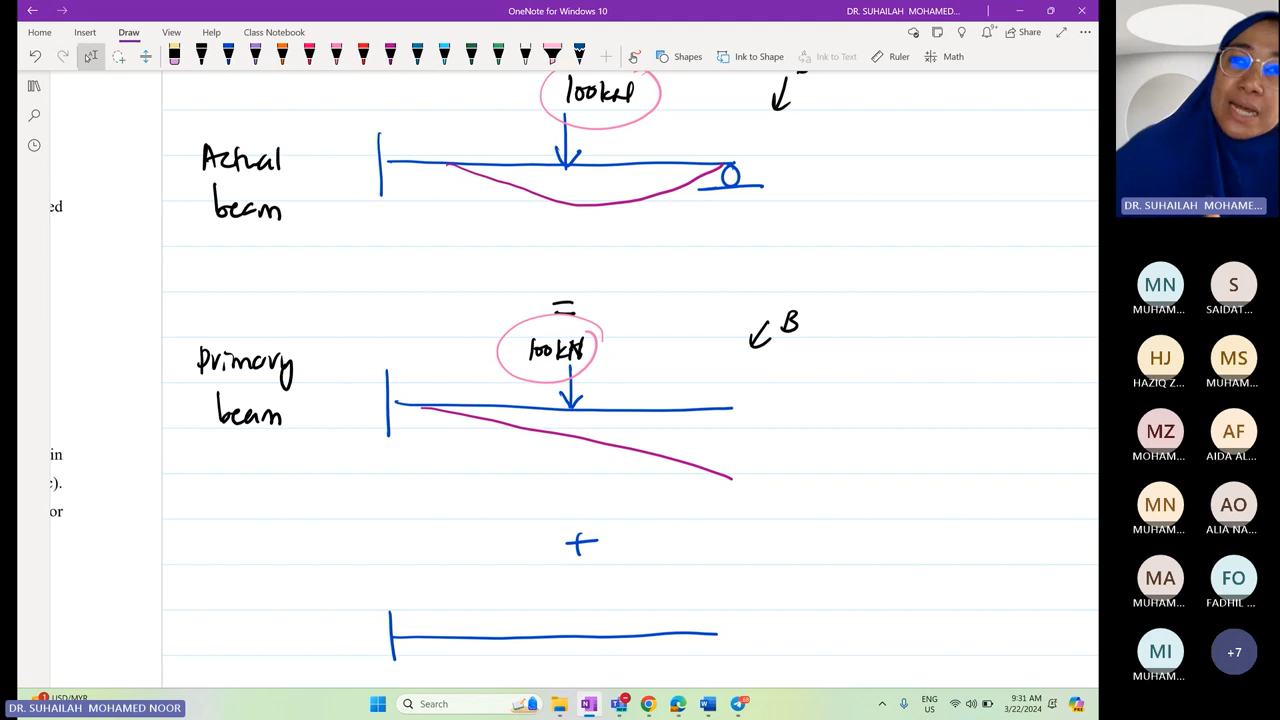 OneNote for Windows 10
DR. SUHAILAH MOHAMED...
Home Insert Draw View Help Class Notebook
Share
Shapes Ink to Shape Ink to Text Ruler Math
100kN
Actual
beam
ed
DR. SUHAILAH MOHAME...
=
100kN
B
Primary
beam
in
c).
or
+
MN
S
MUHAM...
SAIDAT...
HJ
MS
HAZIQ Z...
MUHAM...
MZ
AF
MOHAM...
AIDA AL...
MN
AO
MUHAM...
ALIA NA...
MA
FO
MUHAM...
FADHIL ...
MI
+7
MUHAM...
USD/MYR
DR. SUHAILAH MOHAMED NOOR
Search
ENG
US
9:31 AM
3/22/2024